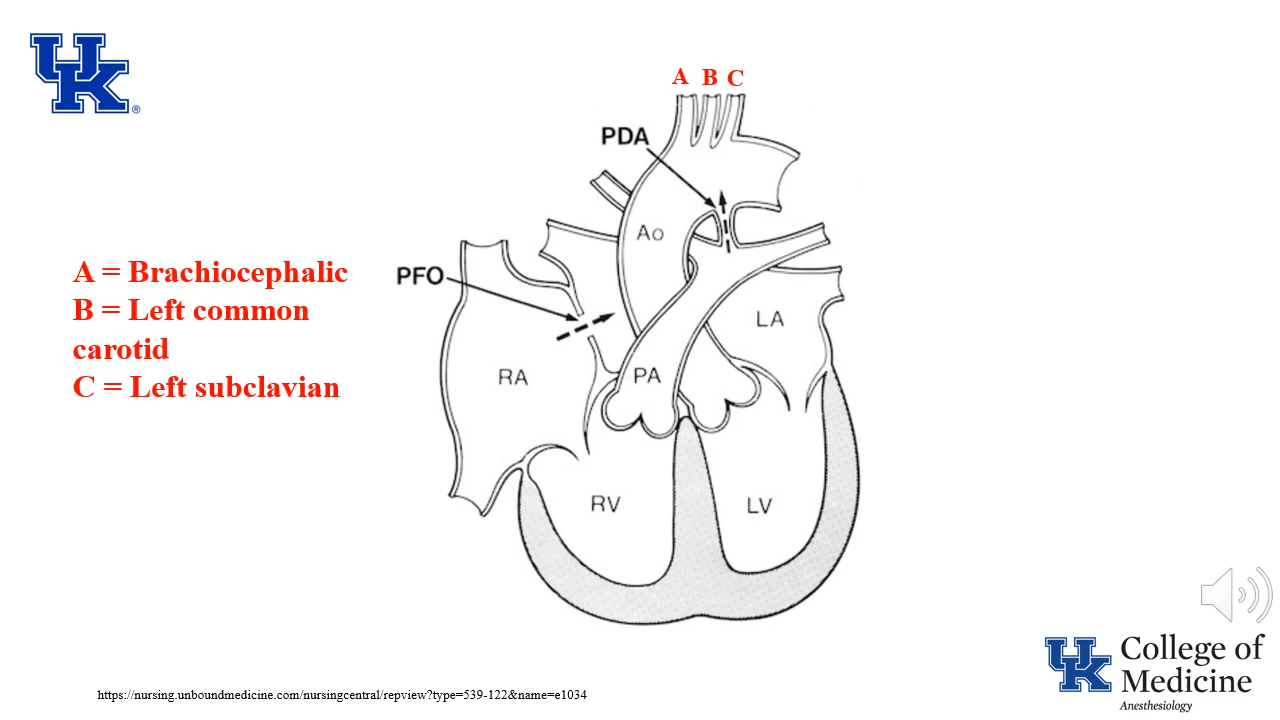 UK®
A B C
PDA
Ao
A = Brachiocephalic
B = Left common
carotid
C = Left subclavian
PFO
LA
RA
PA
RV
LV
https://nursing.unboundmedicine.com/nursingcentral/repview?type=539-122&name=e1034
UK
College of
Medicine
Anesthesiology